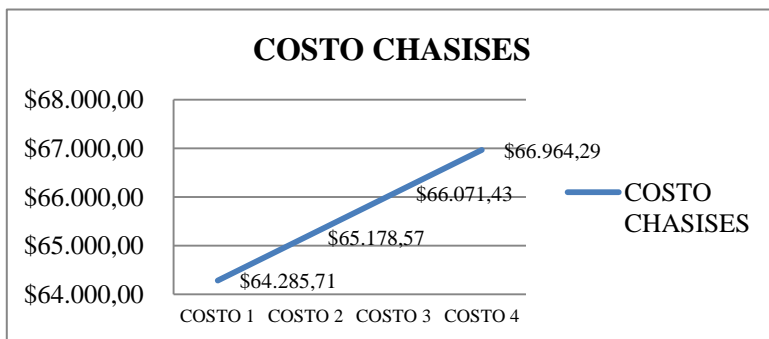 COSTO CHASISES
$68.000,00
$67.000,00
$66.000,00
$65.000,00
$64.000,00
$66.964,29
$66.071,43
$65.178,57
$64.285,71
COSTO 1 COSTO 2 COSTO 3 COSTO 4
COSTO
CHASISES